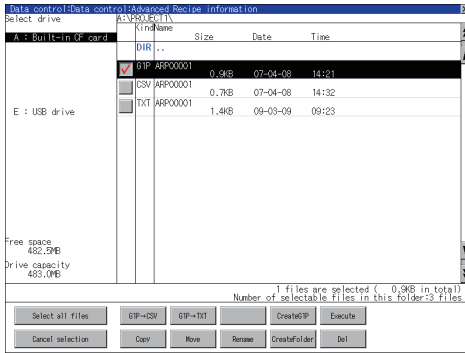 Data control:Data control:Advanced Recipe information
Select drive
A:\PROJECT1\
Kind Name
Size Date Time
A : Built-in CF card
DIR ..
G1P ARP00001
0.9KB 07-04-08 14:21
CSV ARP00001
0.7KB 07-04-08 14:32
TXT ARP00001
1.4KB 09-03-09 09:23
E : USB drive
Free space
482.5MB
Drive capacity
483.0MB
1 files are selected ( 0.9KB in total)
Number of selectable files in this folder:3 files
Select all files G1P→CSV G1P→TXT CreateG1P Execute
Cancel selection Copy Move Rename CreateFolder Del